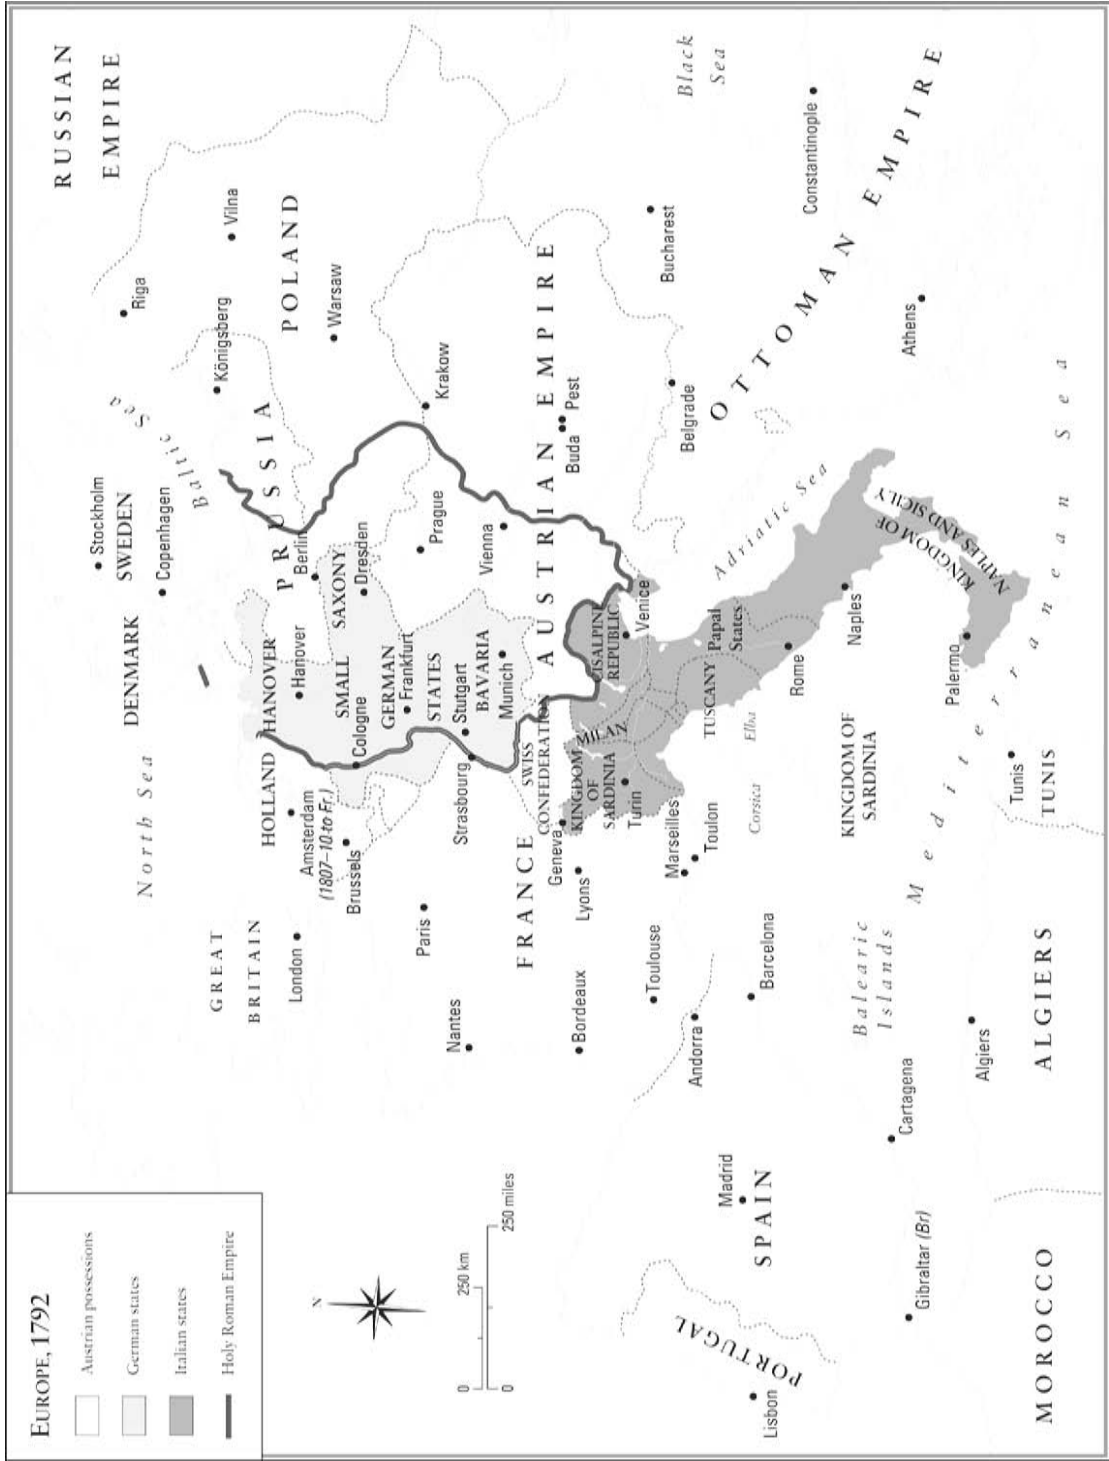 EUROPE, 1792
Austrian possessions
German states
Italian states
Holy Roman Empire
N
0
250 km
0
250 miles
RUSSIAN
EMPIRE
Riga
Vilna
Königsberg
POLAND
Warsaw
Baltic Sea
Stockholm
SWEDEN
Copenhagen
DENMARK
North Sea
PRUSSIA
Berlin
Krakow
SAXONY
Dresden
Prague
Vienna
HANOVER
Hanover
SMALL
GERMAN
STATES
Frankfurt
Cologne
Stuttgart
BAVARIA
Munich
HOLLAND
Amsterdam
(1807–10 to Fr.)
Brussels
Strasbourg
GREAT
BRITAIN
London
Paris
Nantes
FRANCE
SWISS
CONFEDERATION
Geneva
Lyons
Bordeaux
Toulouse
Marseilles
Toulon
AUSTRIAN EMPIRE
Buda
Pest
Belgrade
Bucharest
Black
Sea
Constantinople
OTTOMAN EMPIRE
Athens
CISALPINE
REPUBLIC
Venice
MILAN
KINGDOM
OF
SARDINIA
Turin
TUSCANY
Papal
States
Elba
Corsica
Rome
Adriatic Sea
Naples
KINGDOM OF
NAPLES AND SICILY
Palermo
KINGDOM OF
SARDINIA
Mediterranean Sea
Tunis
TUNIS
Andorra
Barcelona
Balearic
Islands
Algiers
ALGIERS
Cartagena
Madrid
SPAIN
Gibraltar (Br)
PORTUGAL
Lisbon
MOROCCO